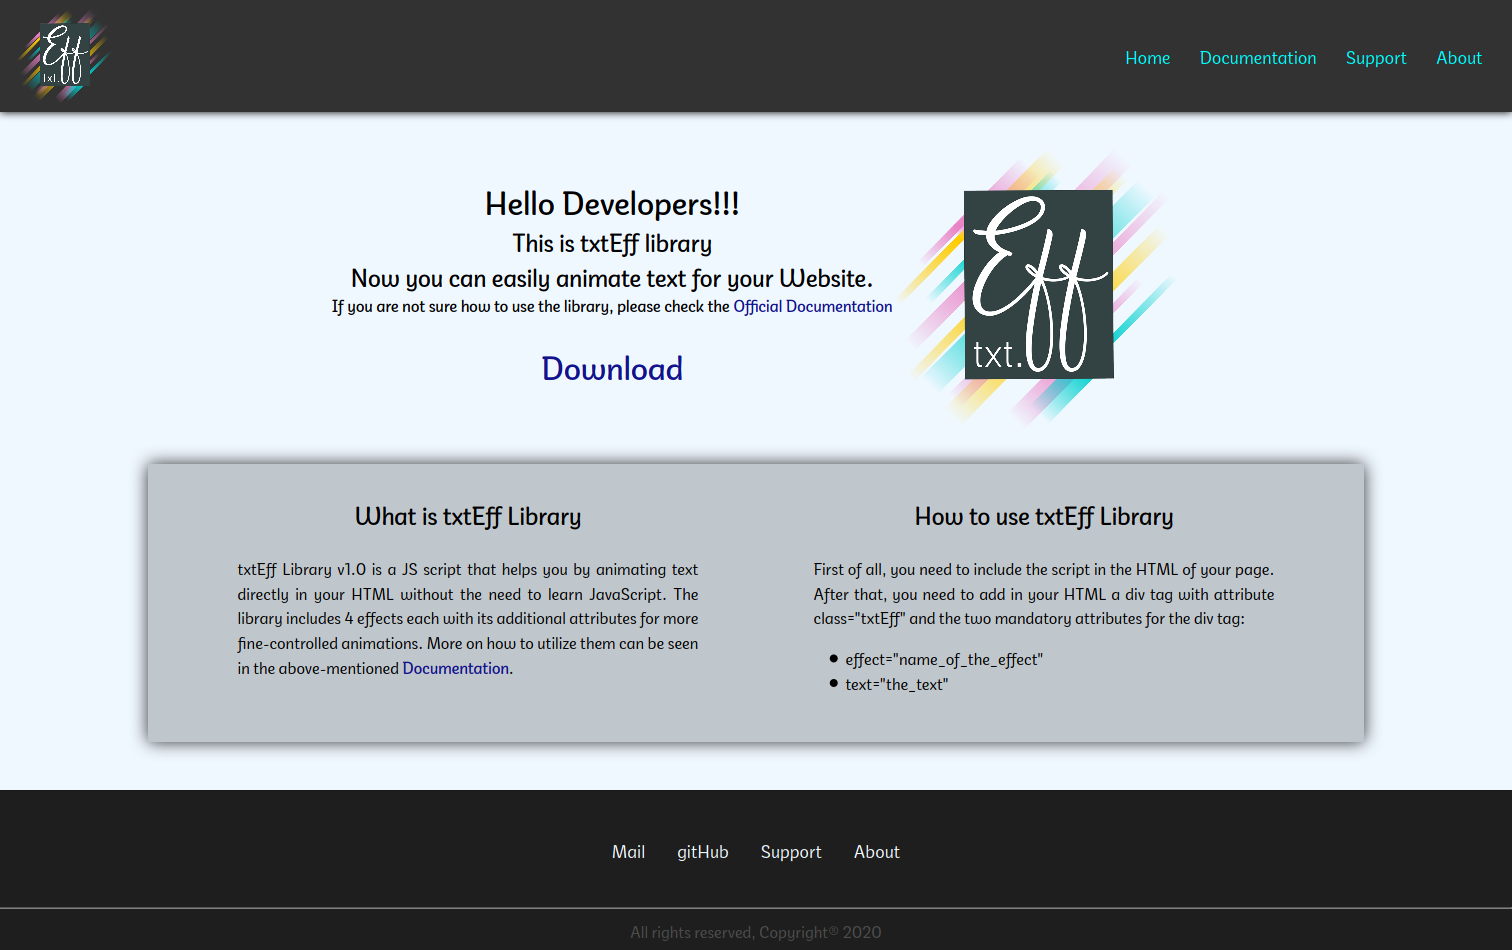 Eff
txt.
Home Documentation Support About
Hello Developers!!!
This is txtEff library
Now you can easily animate text for your Website.
If you are not sure how to use the library, please check the Official Documentation
Download
Eff
txt.
What is txtEff Library
txtEff Library v1.0 is a JS script that helps you by animating text
directly in your HTML without the need to learn JavaScript. The
library includes 4 effects each with its additional attributes for more
fine-controlled animations. More on how to utilize them can be seen
in the above-mentioned Documentation.
How to use txtEff Library
First of all, you need to include the script in the HTML of your page.
After that, you need to add in your HTML a div tag with attribute
class="txtEff" and the two mandatory attributes for the div tag:
● effect="name_of_the_effect"
● text="the_text"
Mail gitHub Support About
All rights reserved, Copyright® 2020